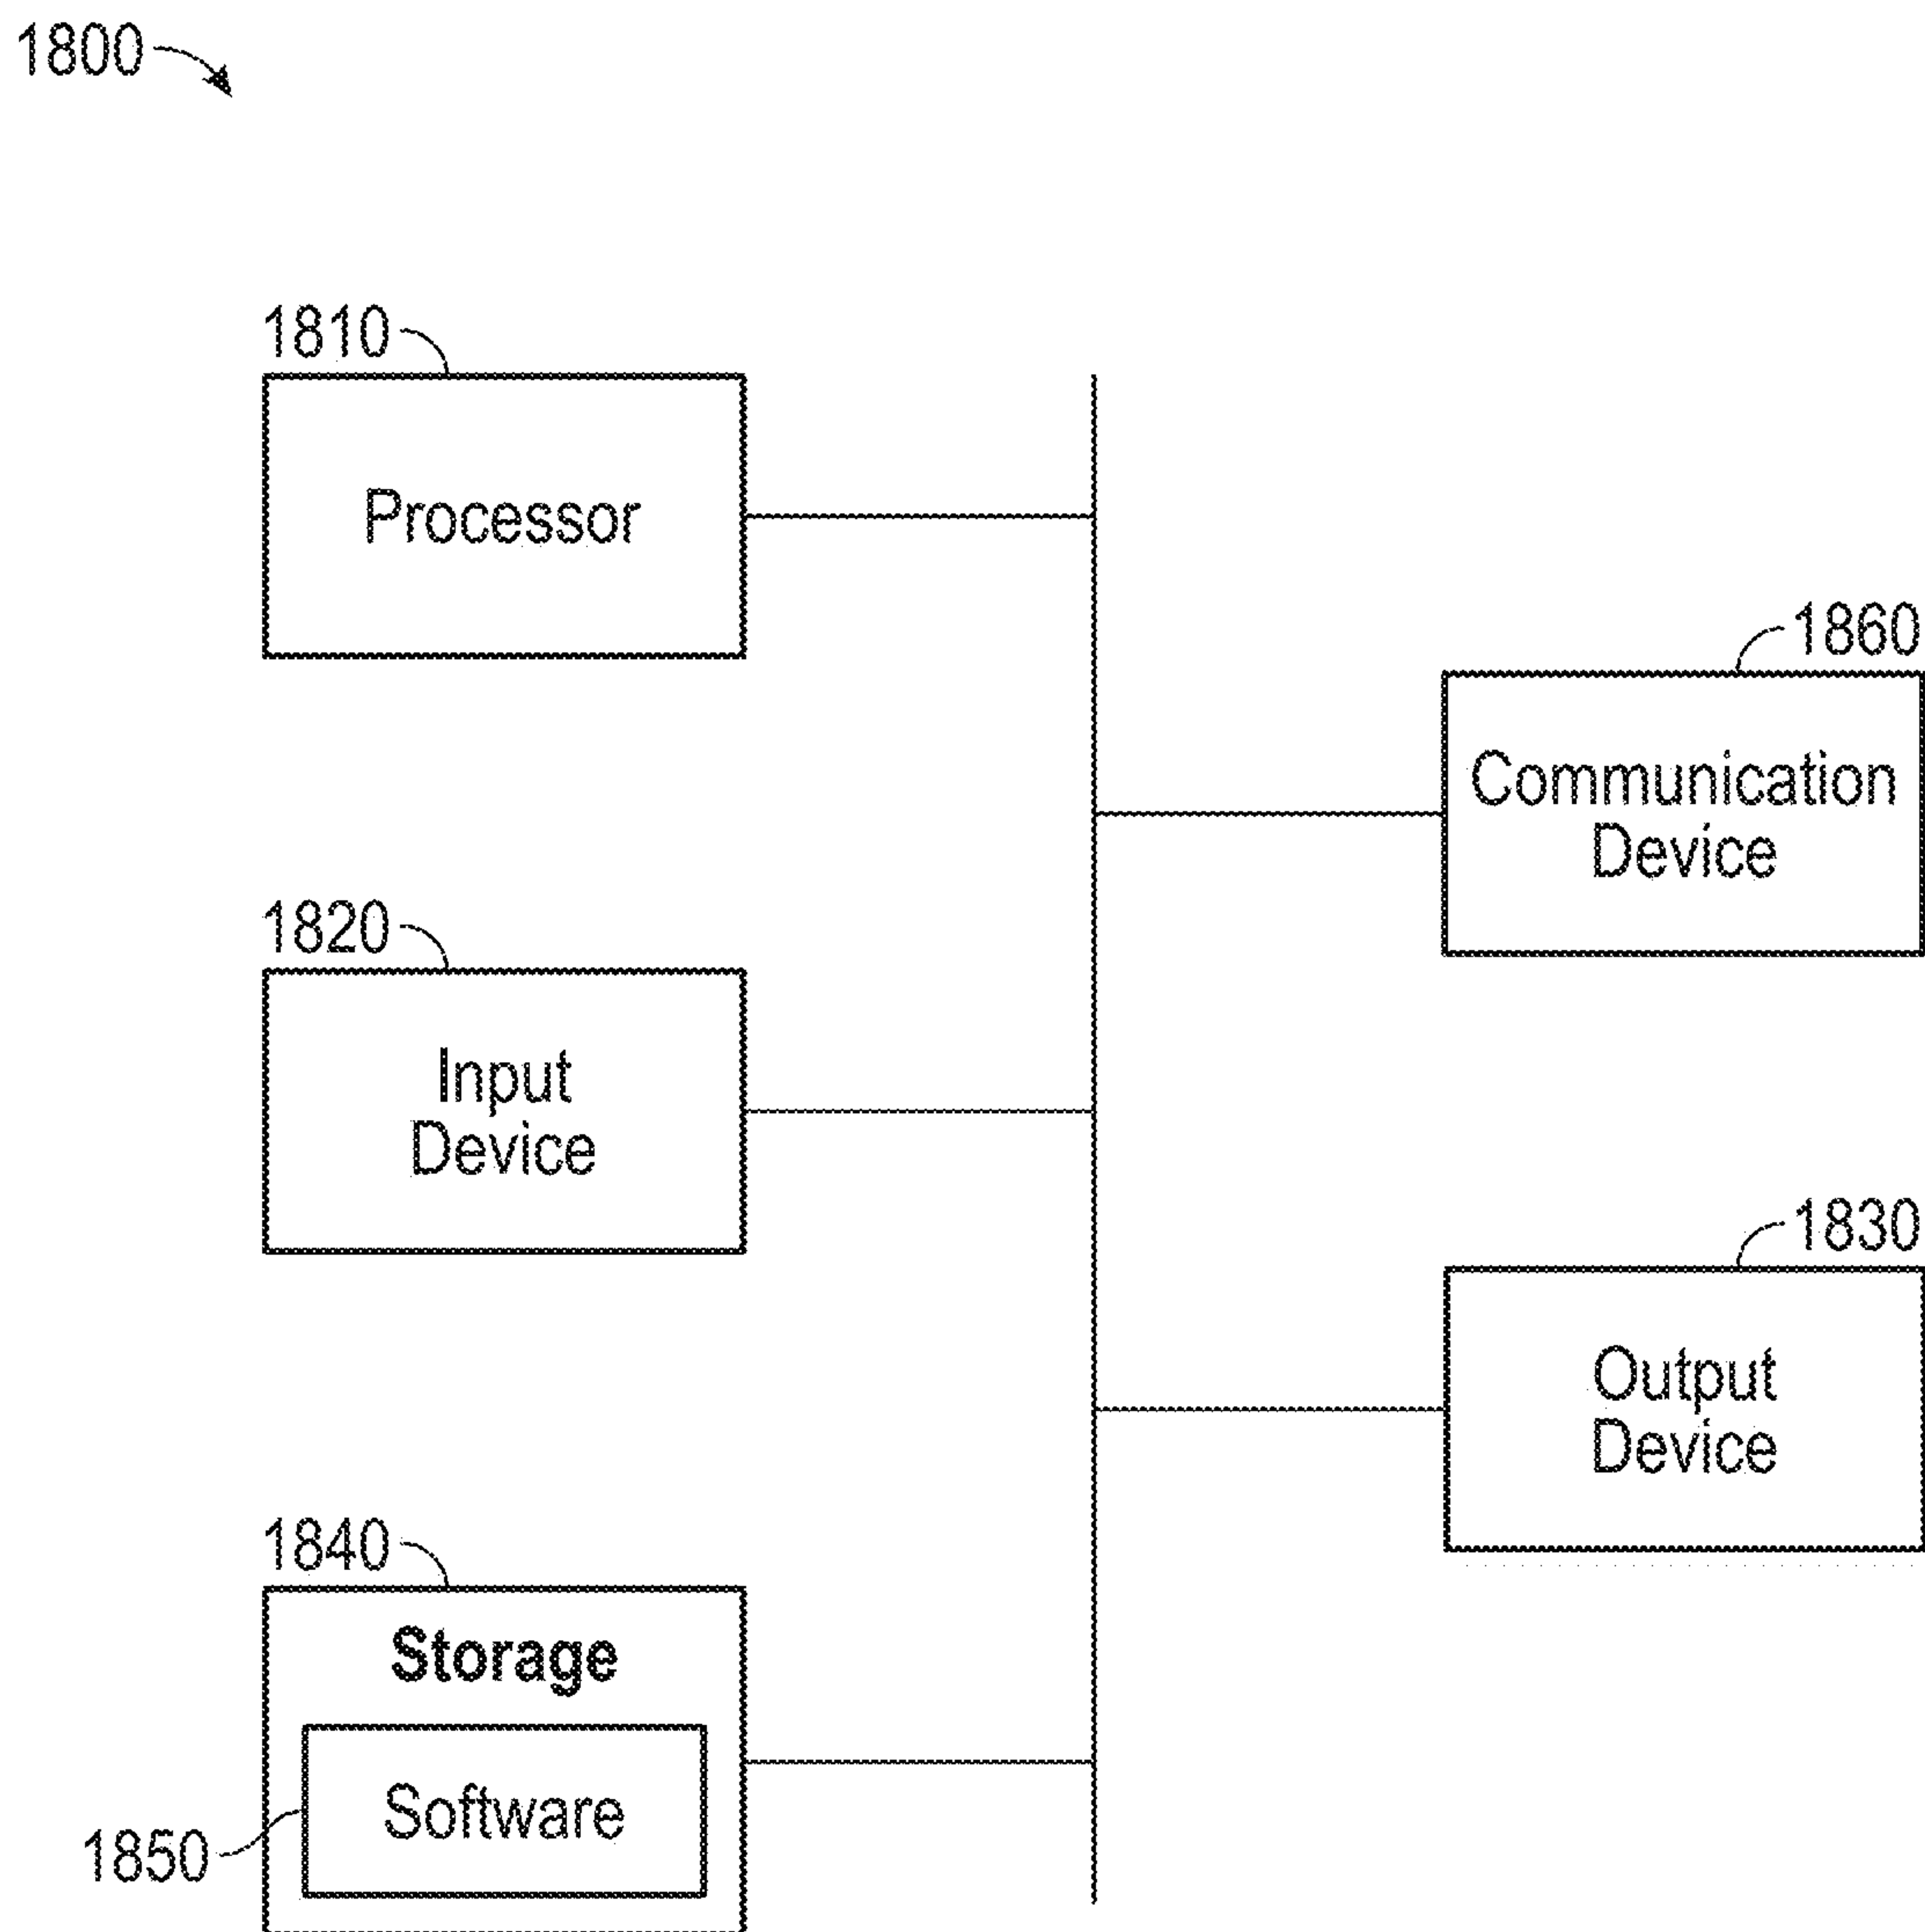 1800
1810
Processor
1860
Communication
Device
1820
Input
Device
1830
Output
Device
1840
Storage
Software
1850